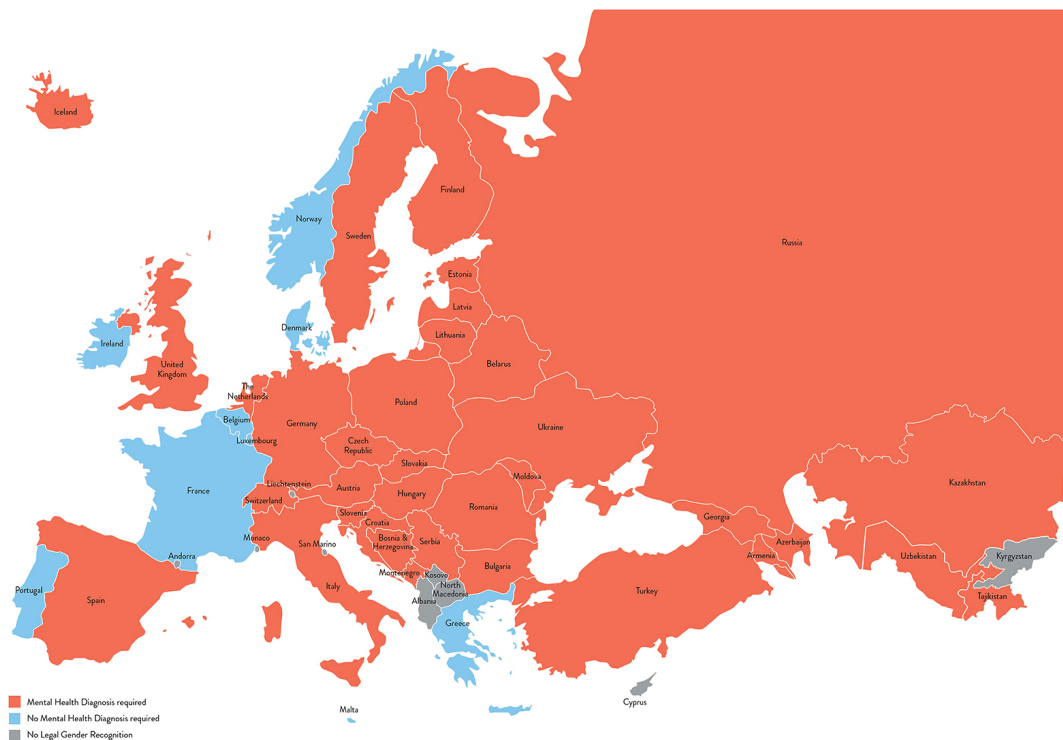 Iceland
Norway
Sweden
Finland
Russia
Estonia
Latvia
Lithuania
Denmark
Ireland
United
Kingdom
Belarus
The
Netherlands
Belgium
Luxembourg
Germany
Poland
Ukraine
Czech
Republic
Slovakia
Moldova
France
Liechtenstein
Switzerland
Austria
Hungary
Romania
Kazakhstan
Slovenia
Croatia
Georgia
Monaco
San Marino
Bosnia &
Herzegovina
Serbia
Azerbaijan
Armenia
Uzbekistan
Kyrgyzstan
Andorra
Montenegro
Kosovo
Bulgaria
Portugal
Spain
Italy
North
Macedonia
Albania
Turkey
Tajikistan
Greece
Cyprus
Malta
Mental Health Diagnosis required
No Mental Health Diagnosis required
No Legal Gender Recognition